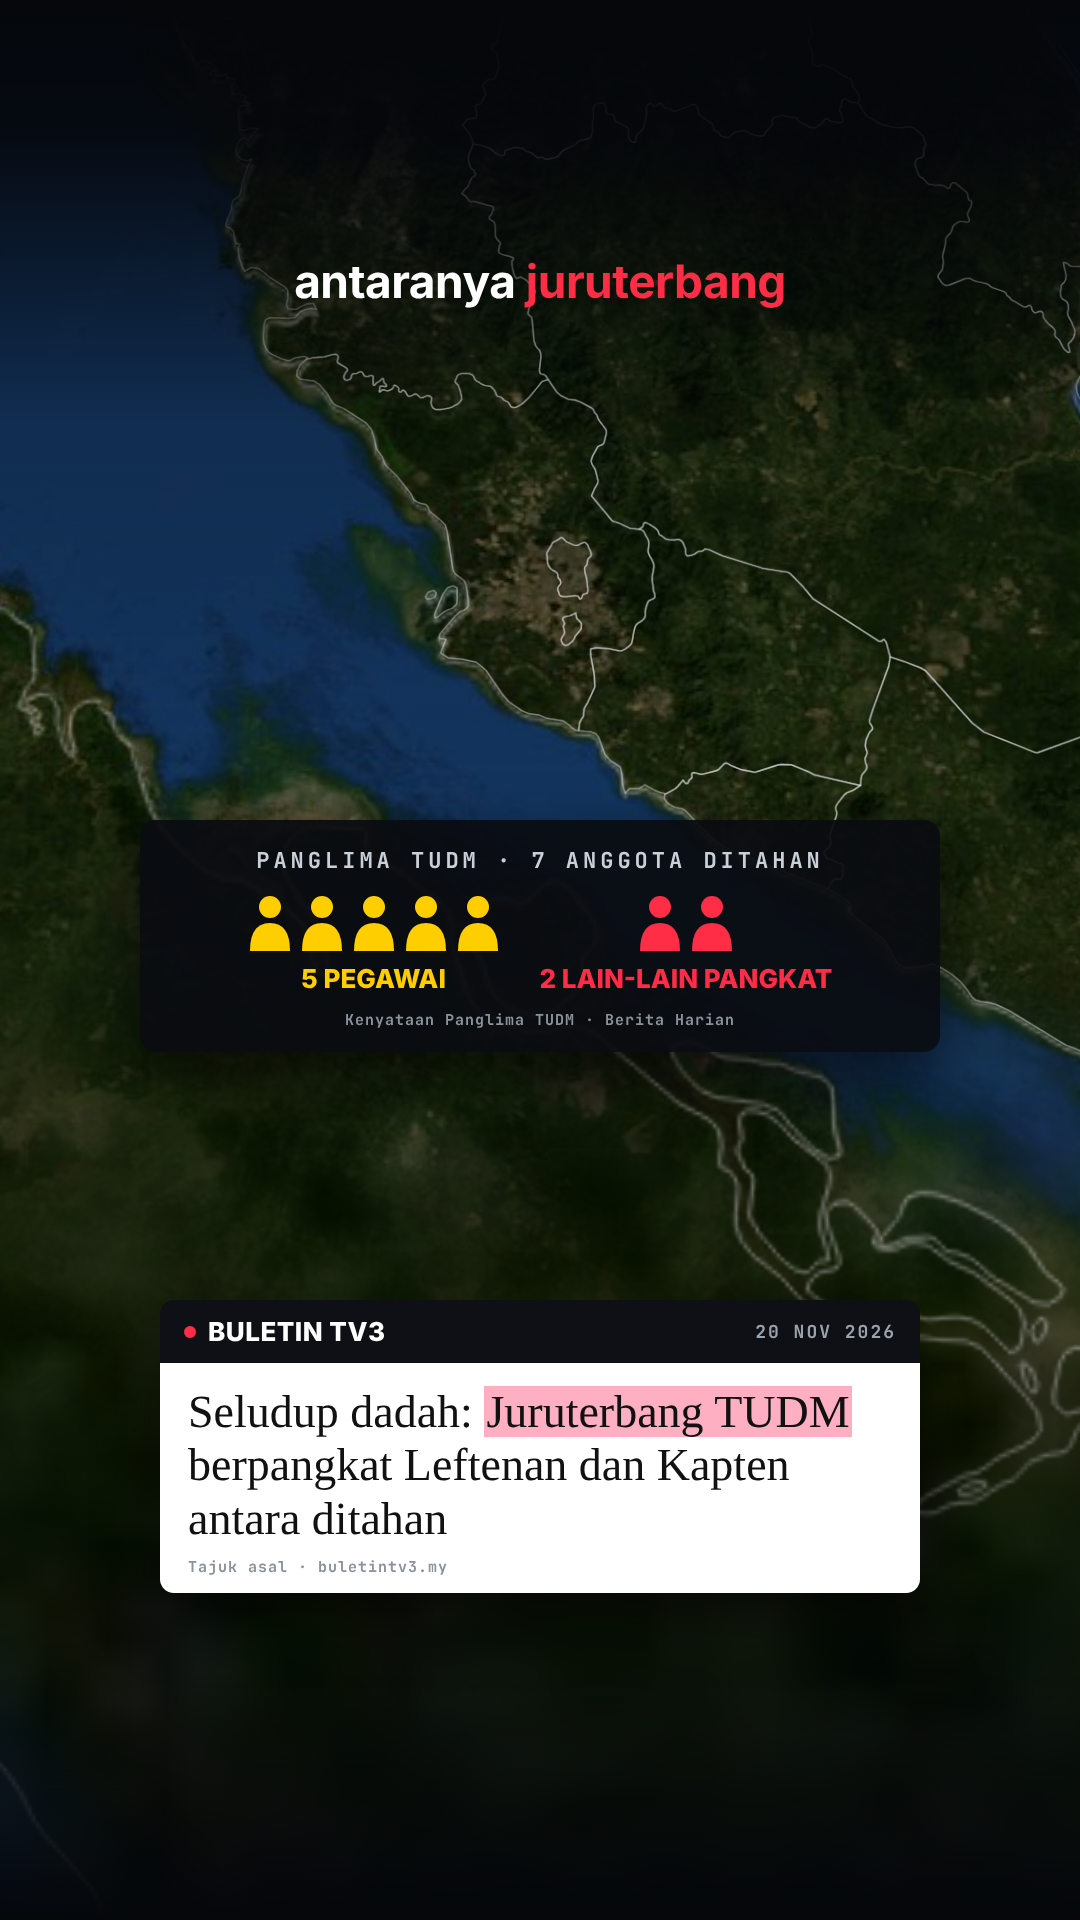 antaranya juruterbang
PANGLIMA TUDM · 7 ANGGOTA DITAHAN
5 PEGAWAI
2 LAIN-LAIN PANGKAT
Kenyataan Panglima TUDM · Berita Harian
BULETIN TV3
20 NOV 2026
Seludup dadah: Juruterbang TUDM
berpangkat Leftenan dan Kapten
antara ditahan
Tajuk asal · buletintv3.my